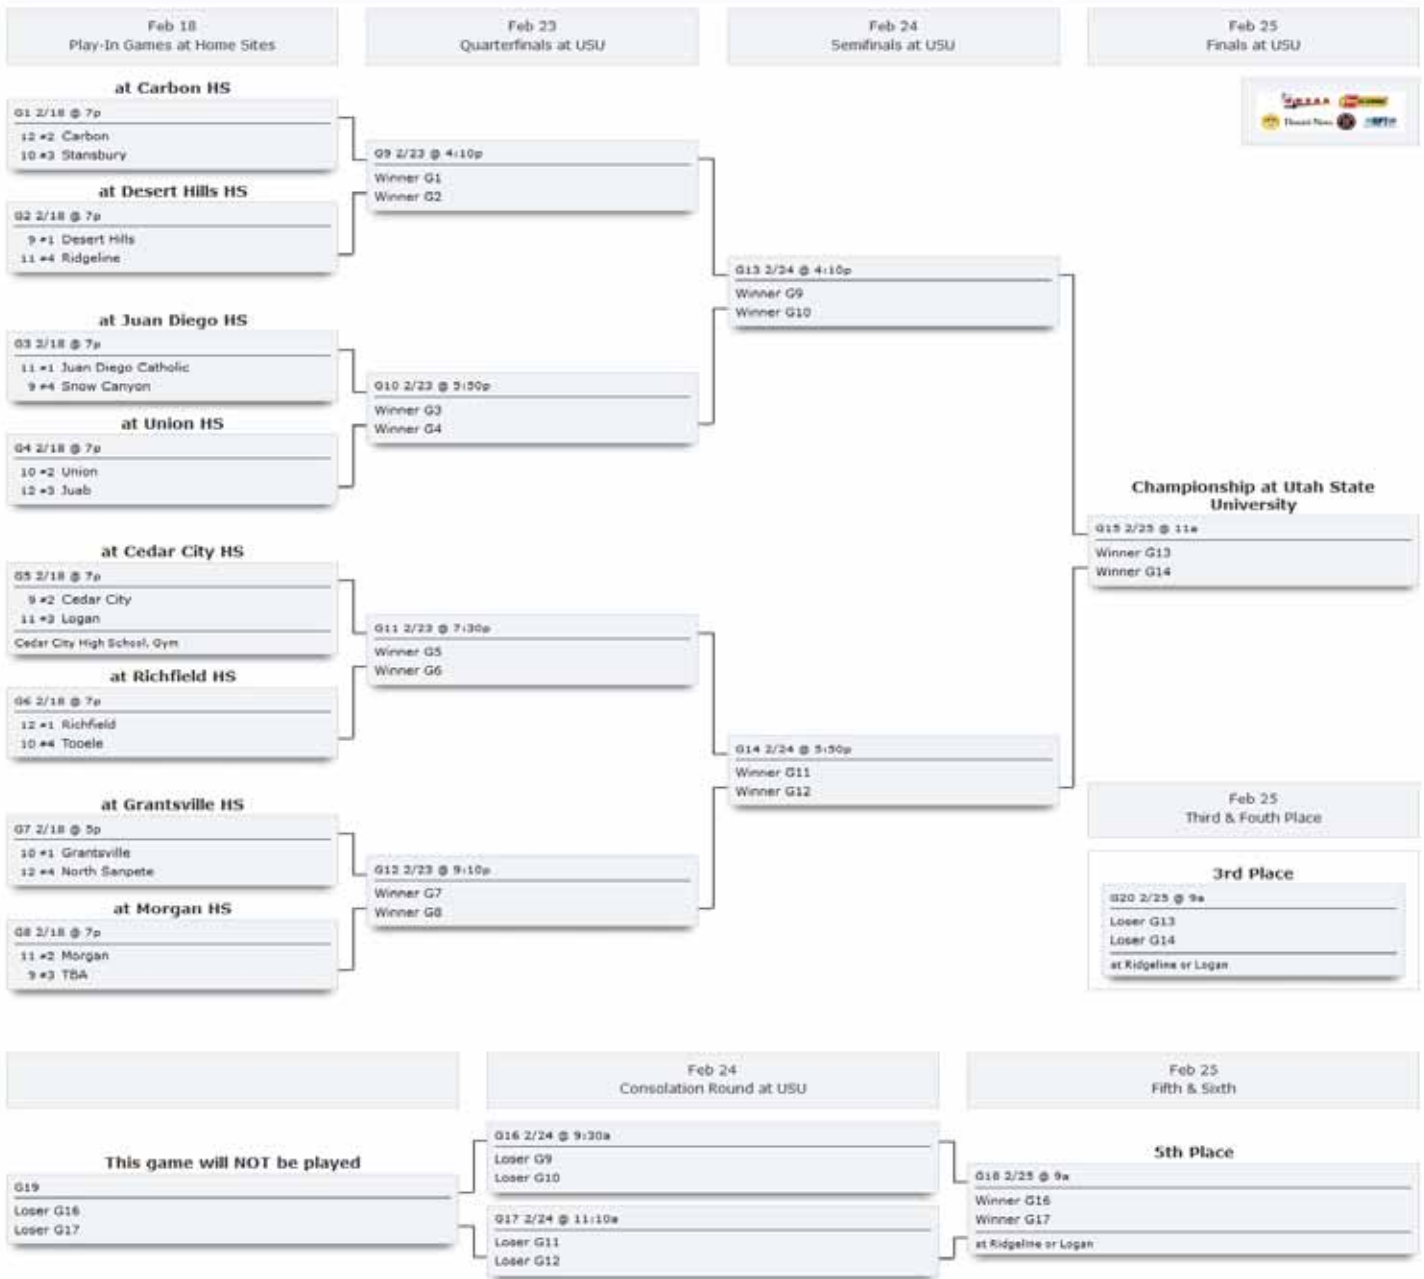 Feb 18
Play-In Games at Home Sites
Feb 23
Quarterfinals at USU
Feb 24
Semifinals at USU
Feb 25
Finals at USU
at Carbon HS
G1 2/18 @ 7p
12 #2 Carbon
10 #3 Stansbury
at Desert Hills HS
G2 2/18 @ 7p
9 #1 Desert Hills
11 #4 Ridgeline
at Juan Diego HS
G3 2/18 @ 7p
11 #1 Juan Diego Catholic
9 #4 Snow Canyon
at Union HS
G4 2/18 @ 7p
10 #2 Union
12 #3 Juab
at Cedar City HS
G5 2/18 @ 7p
9 #2 Cedar City
11 #3 Logan
Cedar City High School, Gym
at Richfield HS
G6 2/18 @ 7p
12 #1 Richfield
10 #4 Tooele
at Grantsville HS
G7 2/18 @ 5p
10 #1 Grantsville
12 #4 North Sanpete
at Morgan HS
G8 2/18 @ 7p
11 #2 Morgan
9 #3 TBA
G9 2/23 @ 4:10p
Winner G1
Winner G2
G10 2/23 @ 5:50p
Winner G3
Winner G4
G11 2/23 @ 7:30p
Winner G5
Winner G6
G12 2/23 @ 9:10p
Winner G7
Winner G8
G13 2/24 @ 4:10p
Winner G9
Winner G10
G14 2/24 @ 5:50p
Winner G11
Winner G12
Deseret News
Championship at Utah State
University
G15 2/25 @ 11a
Winner G13
Winner G14
Feb 25
Third & Fouth Place
3rd Place
G20 2/25 @ 9a
Loser G13
Loser G14
at Ridgeline or Logan
Feb 24
Consolation Round at USU
Feb 25
Fifth & Sixth
This game will NOT be played
G19
Loser G16
Loser G17
G16 2/24 @ 9:30a
Loser G9
Loser G10
G17 2/24 @ 11:10a
Loser G11
Loser G12
5th Place
G18 2/25 @ 9a
Winner G16
Winner G17
at Ridgeline or Logan